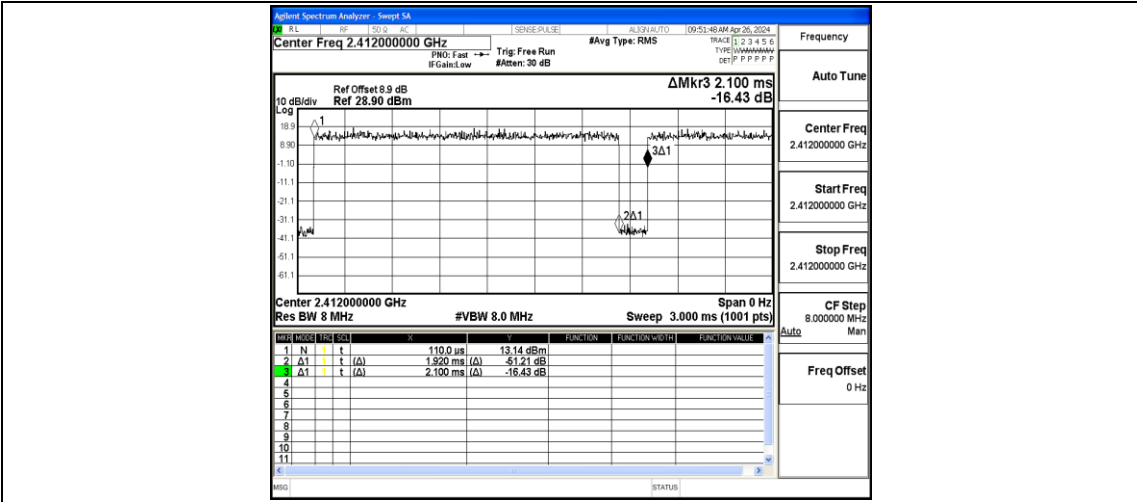 Agilent Spectrum Analyzer - Swept SA
RL RF 50 Ω AC SENSE:PULSE ALIGN AUTO 09:51:48 AM Apr 26, 2024
Center Freq 2.412000000 GHz #Avg Type: RMS TRACE 1 2 3 4 5 6
PNO: Fast Trig: Free Run TYPE WWWWWW
IFGain:Low #Atten: 30 dB DET P P P P P P
ΔMkr3 2.100 ms
-16.43 dB
Ref Offset 8.9 dB
10 dB/div Ref 28.90 dBm
Log
18.9
8.90
-1.10
-11.1
-21.1
-31.1
-41.1
-51.1
-61.1
1
3Δ1
2Δ1
Center 2.412000000 GHz Span 0 Hz
Res BW 8 MHz #VBW 8.0 MHz Sweep 3.000 ms (1001 pts)
MKR MODE TRC SCL X Y FUNCTION FUNCTION WIDTH FUNCTION VALUE
1 N 1 t 110.0 us 13.14 dBm
2 Δ1 1 t (Δ) 1.920 ms (Δ) -51.21 dB
3 Δ1 1 t (Δ) 2.100 ms (Δ) -16.43 dB
4
5
6
7
8
9
10
11
MSG STATUS
Frequency
Auto Tune
Center Freq
2.412000000 GHz
Start Freq
2.412000000 GHz
Stop Freq
2.412000000 GHz
CF Step
8.000000 MHz
Auto Man
Freq Offset
0 Hz